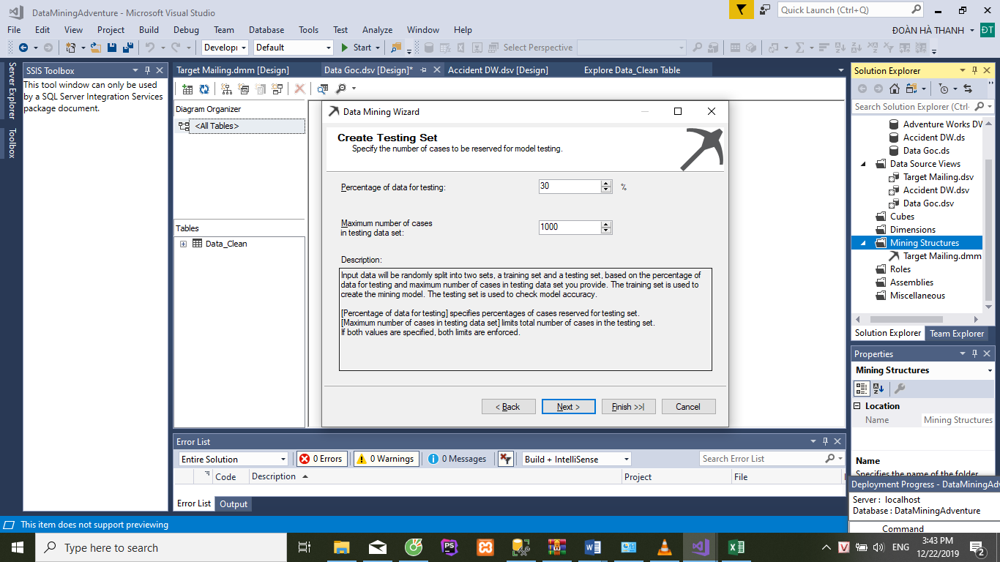 DataMiningAdventure - Microsoft Visual Studio
Quick Launch (Ctrl+Q)
File Edit View Project Build Debug Team Database Tools Test Analyze Window Help
ĐOÀN HÀ THANH
ĐT
Default
Start
Select Perspective
Server Explorer
Toolbox
SSIS Toolbox
This tool window can only be used
by a SQL Server Integration Services
package document.
Target Mailing.dmm [Design]
Data Goc.dsv [Design]*
Accident DW.dsv [Design]
Explore Data_Clean Table
Diagram Organizer
<All Tables>
Tables
Data_Clean
Data Mining Wizard
Create Testing Set
Specify the number of cases to be reserved for model testing.
Percentage of data for testing:
30
%
Maximum number of cases
in testing data set:
1000
Description:
Input data will be randomly split into two sets, a training set and a testing set, based on the percentage of
data for testing and maximum number of cases in testing data set you provide. The training set is used to
create the mining model. The testing set is used to check model accuracy.
[Percentage of data for testing] specifies percentages of cases reserved for testing set.
[Maximum number of cases in testing data set] limits total number of cases in the testing set.
If both values are specified, both limits are enforced.
< Back
Next >
Finish >>|
Cancel
Solution Explorer
Search Solution Explorer (Ctrl-
Adventure Works DW
Accident DW.ds
Data Goc.ds
Data Source Views
Target Mailing.dsv
Accident DW.dsv
Data Goc.dsv
Cubes
Dimensions
Mining Structures
Target Mailing.dmm
Roles
Assemblies
Miscellaneous
Solution Explorer
Team Explorer
Properties
Mining Structures
Location
Name
Mining Structures
Name
Specifies the name of the folder
Error List
Entire Solution
0 Errors
0 Warnings
0 Messages
Build + IntelliSense
Search Error List
Code
Description
Project
File
Error List
Output
Deployment Progress - DataMiningAdv
Server : localhost
Database : DataMiningAdventure
Command
This item does not support previewing
Type here to search
PS
ENG
3:43 PM
12/22/2019
2